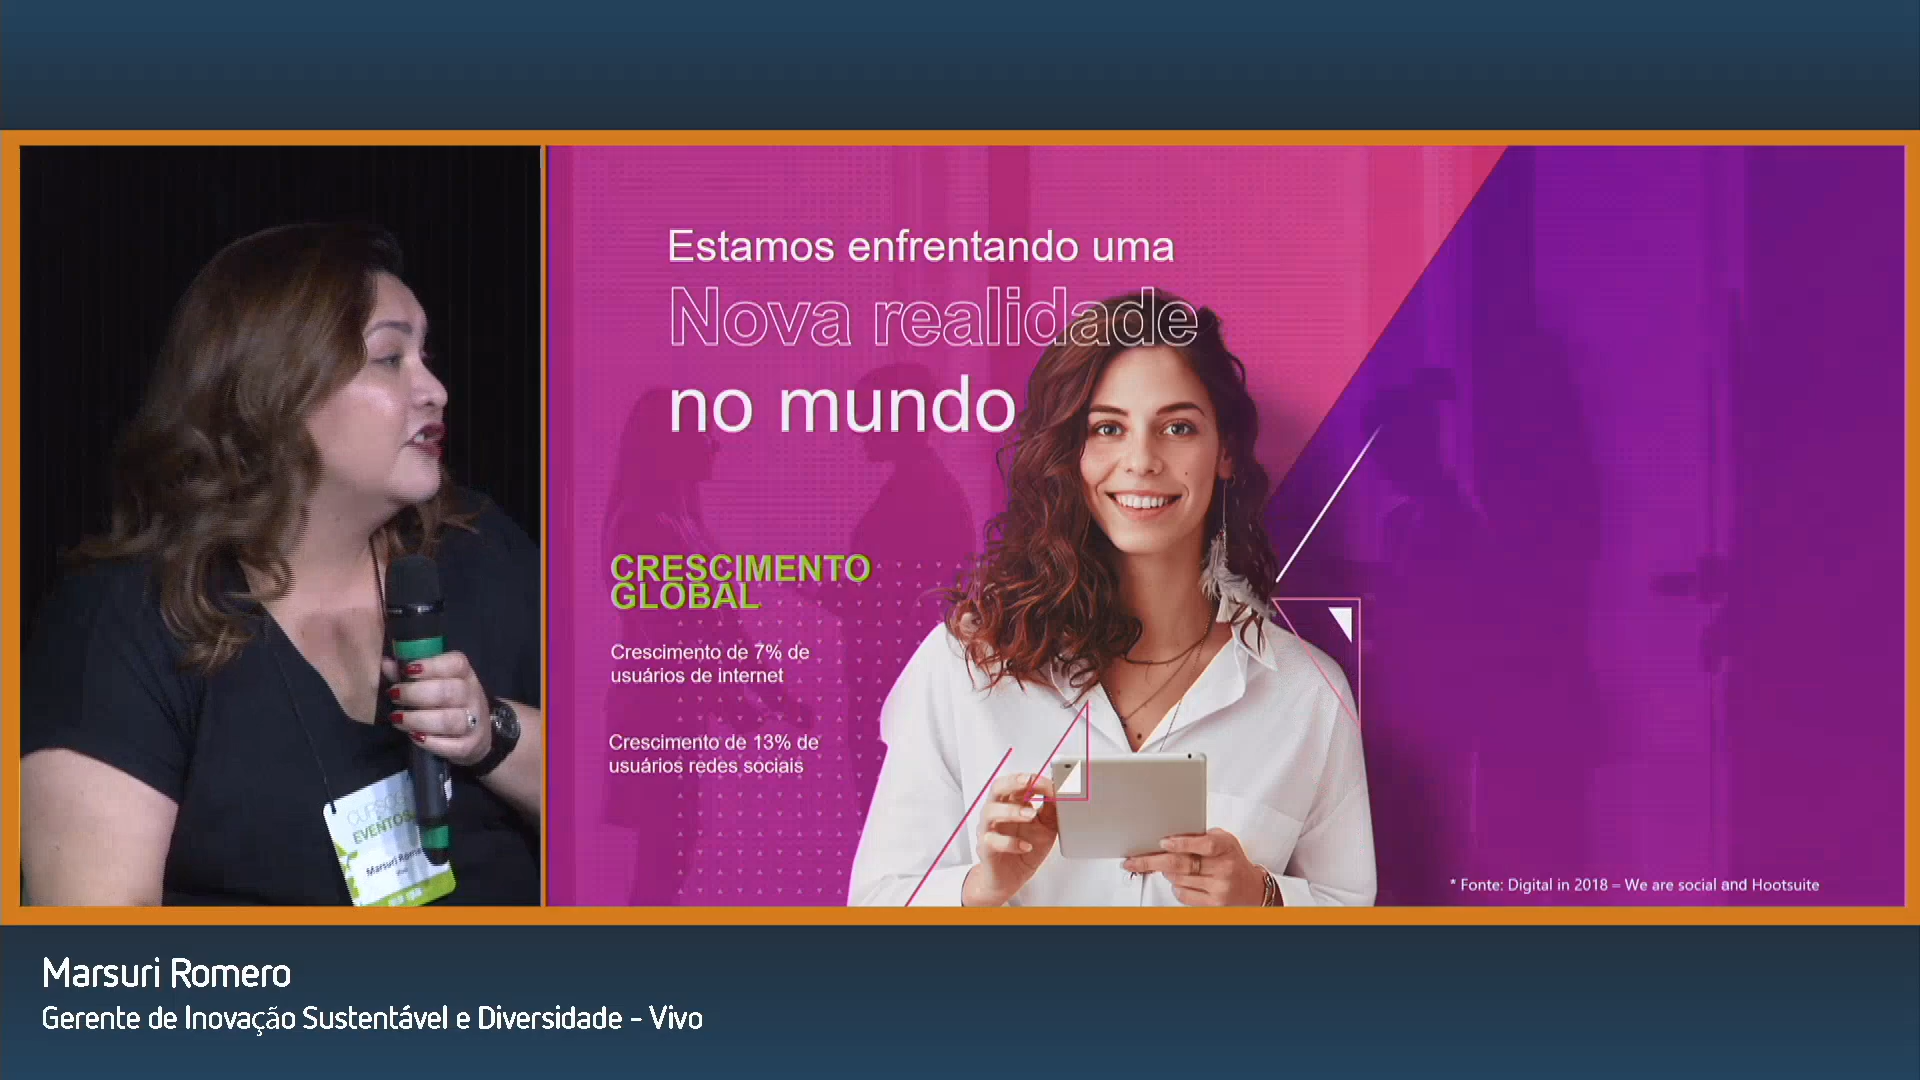 Estamos enfrentando uma
Nova realidade
no mundo
CRESCIMENTO
GLOBAL
Crescimento de 7% de
usuários de internet
Crescimento de 13% de
usuários redes sociais
* Fonte: Digital in 2018 – We are social and Hootsuite
EVENTOS
Marsuri
Marsuri Romero
Gerente de Inovação Sustentável e Diversidade - Vivo